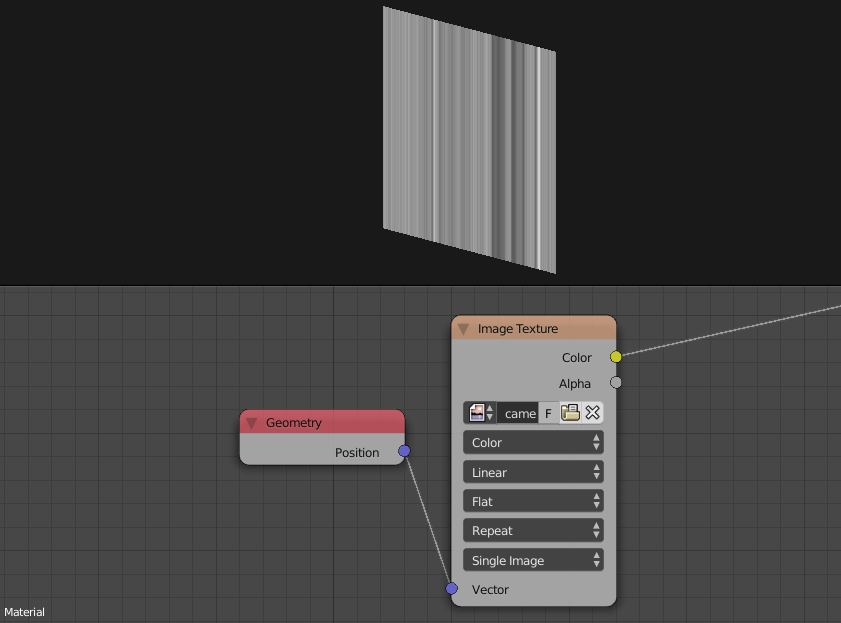 Image Texture
Color
Alpha
came F
Color
Geometry
Position
Linear
Flat
Repeat
Single Image
Vector
Material